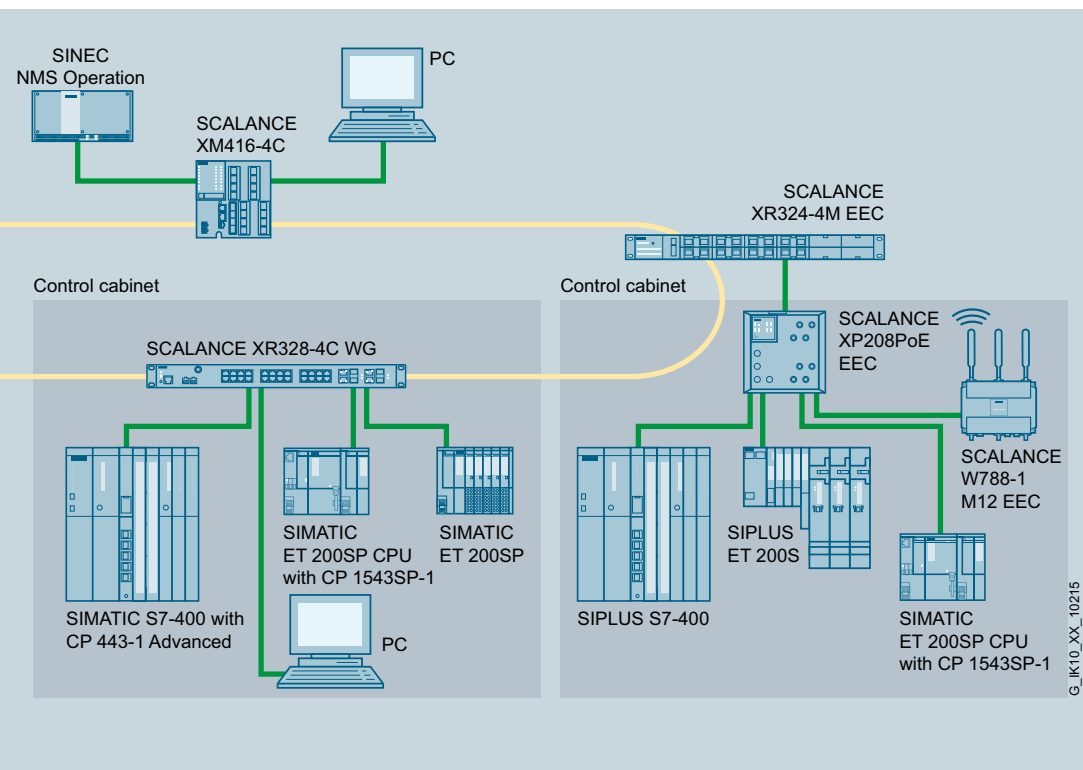 SINEC
NMS Operation
PC
SCALANCE
XM416-4C
SCALANCE
XR324-4M EEC
Control cabinet
Control cabinet
SCALANCE XR328-4C WG
SCALANCE
XP208PoE
EEC
SCALANCE
W788-1
M12 EEC
SIMATIC
ET 200SP CPU
with CP 1543SP-1
SIMATIC
ET 200SP
SIPLUS
ET 200S
SIMATIC S7-400 with
CP 443-1 Advanced
PC
SIPLUS S7-400
SIMATIC
ET 200SP CPU
with CP 1543SP-1
G_IK10_XX_10215